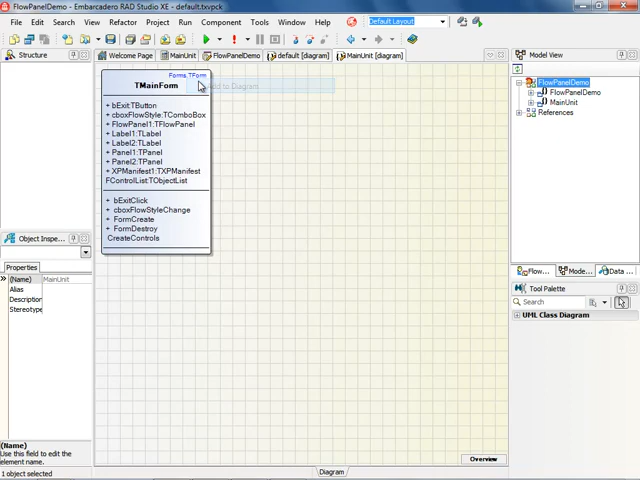 FlowPanelDemo - Embarcadero RAD Studio XE - default.txvpck
File Edit Search View Refactor Project Run Component Tools Window Help
Default Layout
Structure
Welcome Page MainUnit FlowPanelDemo default [diagram] MainUnit [diagram]
Model View
Forms.TForm
TMainForm
Add to Diagram
+ bExit:TButton
+ cboxFlowStyle:TComboBox
+ FlowPanel1:TFlowPanel
+ Label1:TLabel
+ Label2:TLabel
+ Panel1:TPanel
+ Panel2:TPanel
+ XPManifest1:TXPManifest
FControlList:TObjectList
+ bExitClick
+ cboxFlowStyleChange
+ FormCreate
+ FormDestroy
CreateControls
FlowPanelDemo
FlowPanelDemo
MainUnit
References
Object Inspe...
Properties
(Name) MainUnit
Alias
Description
Stereotype
(Name)
Use this field to edit the element name.
1 object selected
Flow... Mode... Data ...
Tool Palette
Search
UML Class Diagram
Overview
Diagram